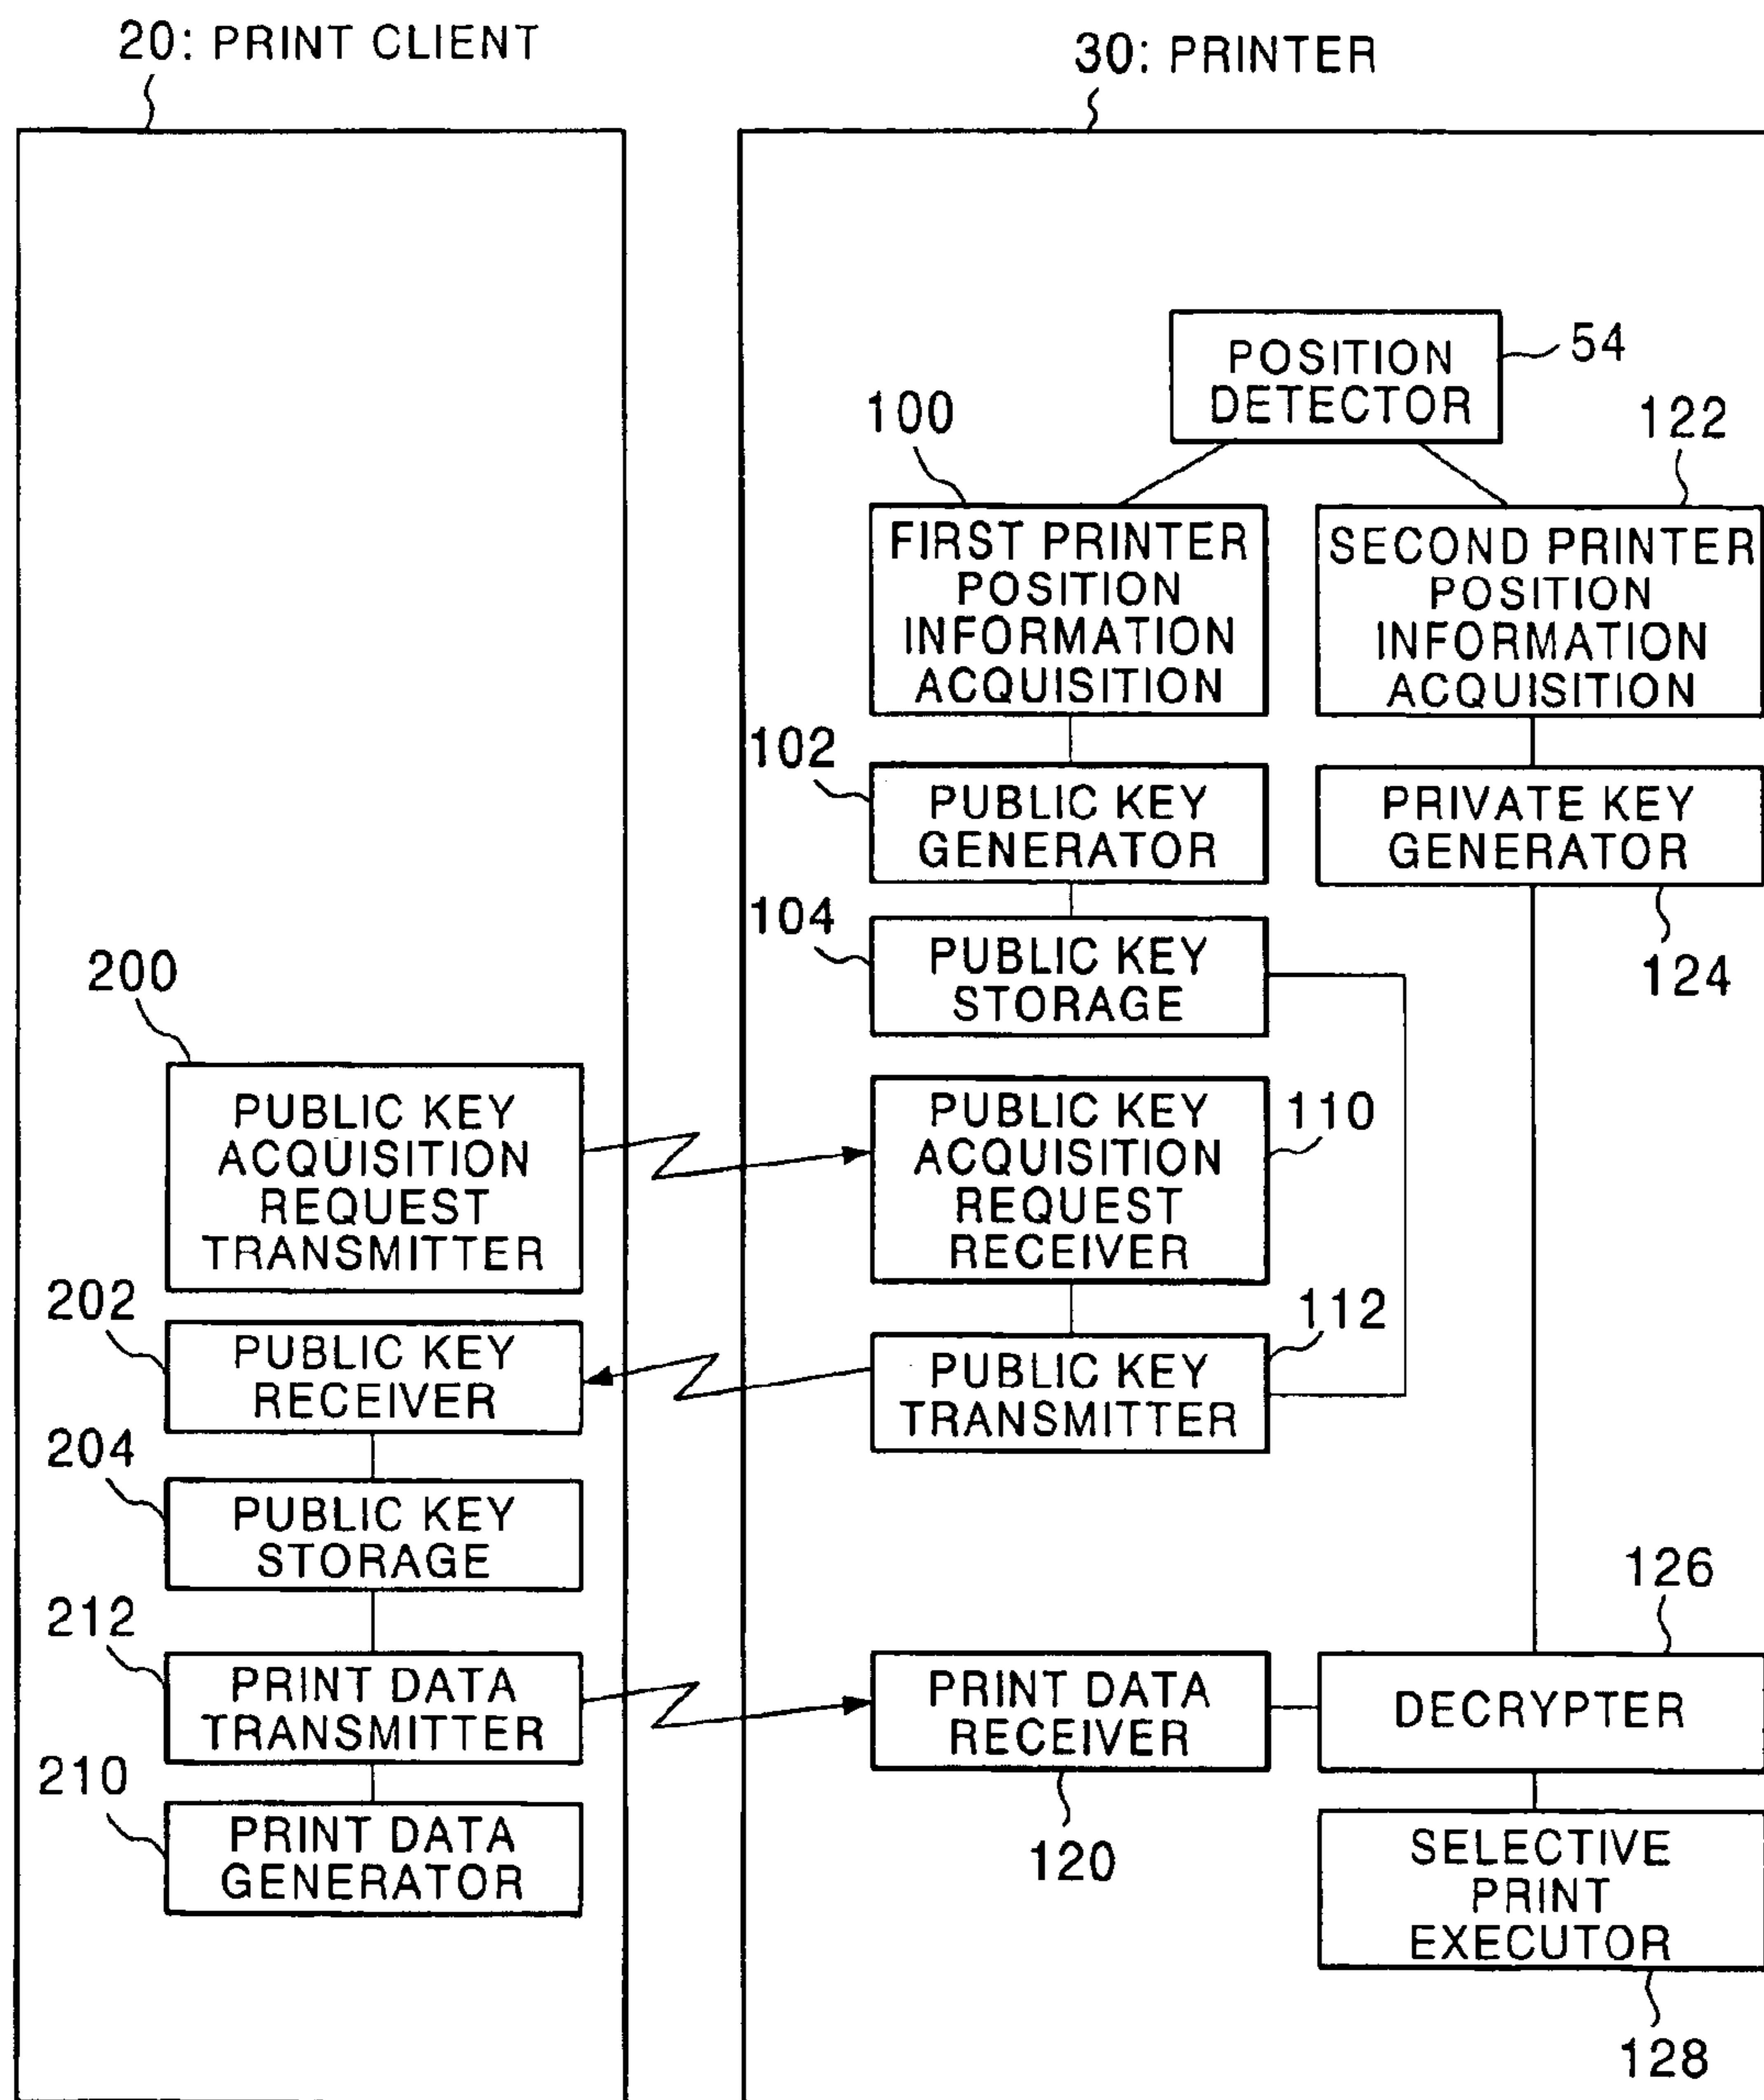 20: PRINT CLIENT
30: PRINTER
POSITION
DETECTOR
54
100
122
FIRST PRINTER
POSITION
INFORMATION
ACQUISITION
SECOND PRINTER
POSITION
INFORMATION
ACQUISITION
102
PUBLIC KEY
GENERATOR
PRIVATE KEY
GENERATOR
104
PUBLIC KEY
STORAGE
124
200
PUBLIC KEY
ACQUISITION
REQUEST
TRANSMITTER
PUBLIC KEY
ACQUISITION
REQUEST
RECEIVER
110
202
PUBLIC KEY
RECEIVER
112
PUBLIC KEY
TRANSMITTER
204
PUBLIC KEY
STORAGE
126
212
PRINT DATA
TRANSMITTER
PRINT DATA
RECEIVER
DECRYPTER
210
PRINT DATA
GENERATOR
120
SELECTIVE
PRINT
EXECUTOR
128